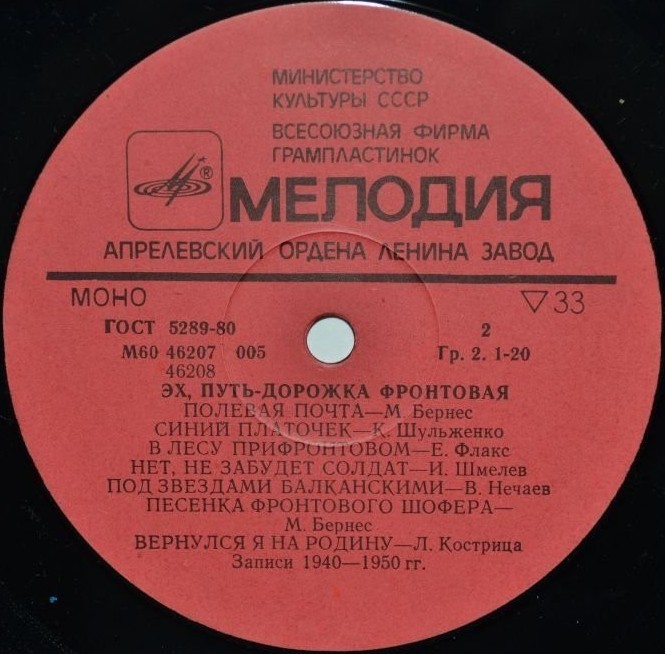 МИНИСТЕРСТВО
КУЛЬТУРЫ СССР
ВСЕСОЮЗНАЯ ФИРМА
ГРАМПЛАСТИНОК
®
МЕЛОДИЯ
АПРЕЛЕВСКИЙ ОРДЕНА ЛЕНИНА ЗАВОД
МОНО ▽33
ГОСТ 5289-80 2
М60 46207 005 Гр. 2. 1-20
46208
ЭХ, ПУТЬ-ДОРОЖКА ФРОНТОВАЯ
ПОЛЕВАЯ ПОЧТА—М. Бернес
СИНИЙ ПЛАТОЧЕК—К. Шульженко
В ЛЕСУ ПРИФРОНТОВОМ—Е. Флакс
НЕТ, НЕ ЗАБУДЕТ СОЛДАТ—И. Шмелев
ПОД ЗВЕЗДАМИ БАЛКАНСКИМИ—В. Нечаев
ПЕСЕНКА ФРОНТОВОГО ШОФЕРА—
М. Бернес
ВЕРНУЛСЯ Я НА РОДИНУ—Л. Кострица
Записи 1940—1950 гг.